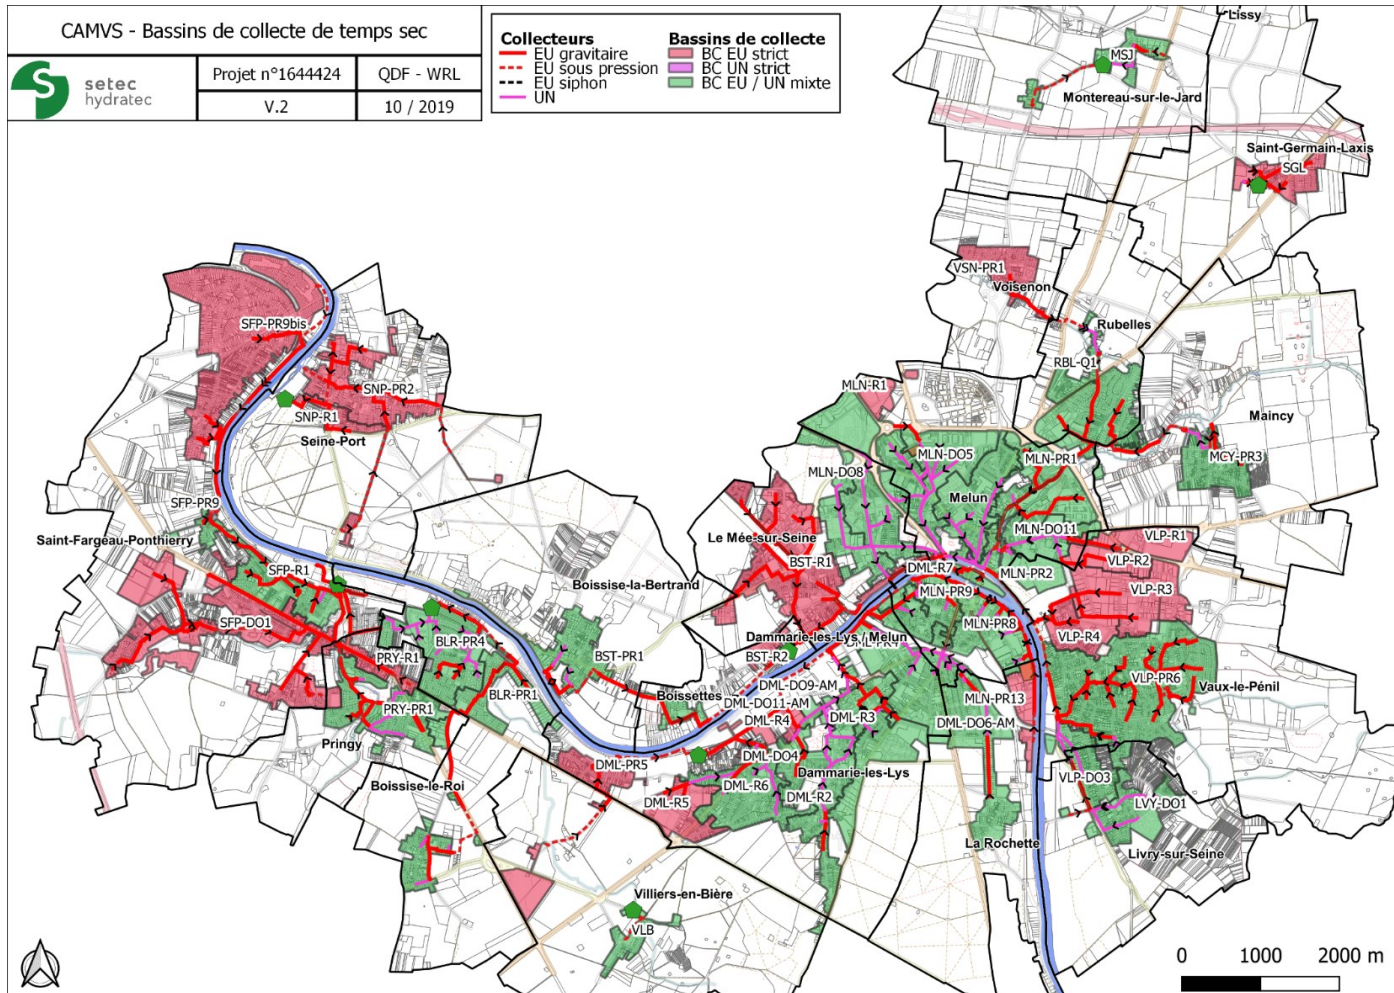 CAMVS - Bassins de collecte de temps sec
setec
hydratec
Projet n°1644424
QDF - WRL
V.2
10 / 2019
Collecteurs
EU gravitaire
EU sous pression
EU siphon
UN
Bassins de collecte
BC EU strict
BC UN strict
BC EU / UN mixte
Lissy
MSJ
Montereau-sur-le-Jard
Saint-Germain-Laxis
SGL
VSN-PR1
Voisenon
Rubelles
RBL-Q1
SFP-PR9bis
SNP-PR2
SNP-R1
Seine-Port
MLN-R1
Maincy
MLN-DO5
MLN-PR1
MCY-PR3
MLN-DO8
Melun
SFP-PR9
Saint-Fargeau-Ponthierry
Le Mée-sur-Seine
MLN-DO11
VLP-R1
BST-R1
VLP-R2
SFP-R1
Boissise-la-Bertrand
DML-R7
MLN-PR2
MLN-PR9
VLP-R3
SFP-DO1
MLN-PR8
VLP-R4
BLR-PR4
Dammarie-les-Lys / Melun
DML-PR4
PRY-R1
BST-PR1
BST-R2
VLP-PR6
Vaux-le-Pénil
BLR-PR1
Boissettes
DML-DO9-AM
MLN-PR13
DML-DO11-AM
PRY-PR1
DML-R4
DML-R3
DML-DO6-AM
Pringy
DML-PR5
DML-DO4
Dammarie-les-Lys
VLP-DO3
Boissise-le-Roi
DML-R6
DML-R5
DML-R2
LVY-DO1
La Rochette
Livry-sur-Seine
Villiers-en-Bière
VLB
0 1000 2000 m